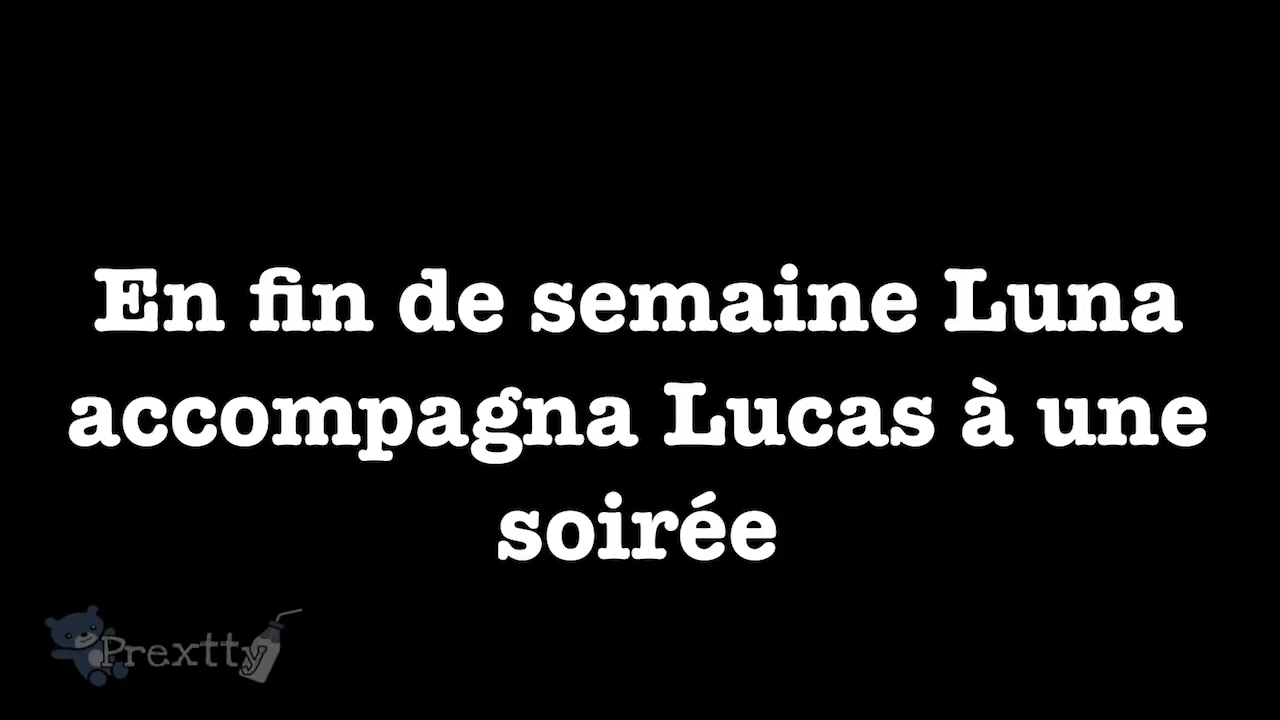 En fin de semaine Luna
accompagna Lucas à une
soirée
Prextty